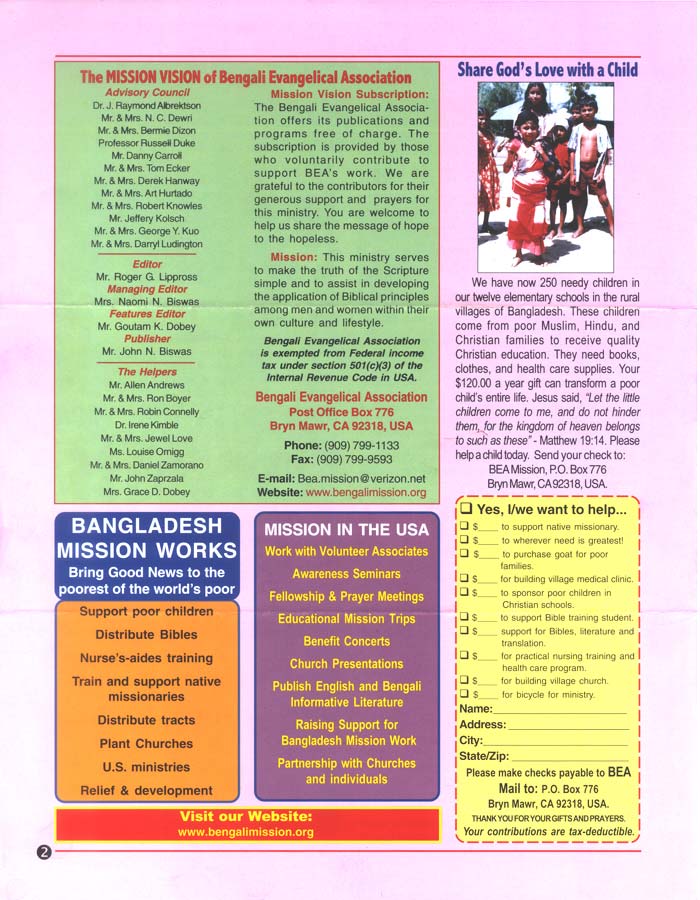 The MISSION VISION of Bengali Evangelical Association
Advisory Council
Dr. J. Raymond Albrektson
Mr. & Mrs. N. C. Dewri
Mr. & Mrs. Bermie Dizon
Professor Russell Duke
Mr. Danny Carroll
Mr. & Mrs. Tom Ecker
Mr. & Mrs. Derek Hanway
Mr. & Mrs. Art Hurtado
Mr. & Mrs. Robert Knowles
Mr. Jeffery Kolsch
Mr. & Mrs. George Y. Kuo
Mr. & Mrs. Darryl Ludington
Editor
Mr. Roger G. Lippross
Managing Editor
Mrs. Naomi N. Biswas
Features Editor
Mr. Goutam K. Dobey
Publisher
Mr. John N. Biswas
The Helpers
Mr. Allen Andrews
Mr. & Mrs. Ron Boyer
Mr. & Mrs. Robin Connelly
Dr. Irene Kimble
Mr. & Mrs. Jewel Love
Ms. Louise Ornigg
Mr. & Mrs. Daniel Zamorano
Mr. John Zaprzala
Mrs. Grace D. Dobey
Mission Vision Subscription:
The Bengali Evangelical Associa-
tion offers its publications and
programs free of charge. The
subscription is provided by those
who voluntarily contribute to
support BEA's work. We are
grateful to the contributors for their
generous support and prayers for
this ministry. You are welcome to
help us share the message of hope
to the hopeless.
Mission: This ministry serves
to make the truth of the Scripture
simple and to assist in developing
the application of Biblical principles
among men and women within their
own culture and lifestyle.
Bengali Evangelical Association
is exempted from Federal income
tax under section 501(c)(3) of the
Internal Revenue Code in USA.
Bengali Evangelical Association
Post Office Box 776
Bryn Mawr, CA 92318, USA
Phone: (909) 799-1133
Fax: (909) 799-9593
E-mail: Bea.mission@verizon.net
Website: www.bengalimission.org
Share God's Love with a Child
We have now 250 needy children in
our twelve elementary schools in the rural
villages of Bangladesh. These children
come from poor Muslim, Hindu, and
Christian families to receive quality
Christian education. They need books,
clothes, and health care supplies. Your
$120.00 a year gift can transform a poor
child's entire life. Jesus said, "Let the little
children come to me, and do not hinder
them, for the kingdom of heaven belongs
to such as these" - Matthew 19:14. Please
help a child today. Send your check to:
BEA Mission, P.O. Box 776
Bryn Mawr, CA 92318, USA.
BANGLADESH
MISSION WORKS
Bring Good News to the
poorest of the world's poor
Support poor children
Distribute Bibles
Nurse's-aides training
Train and support native
missionaries
Distribute tracts
Plant Churches
U.S. ministries
Relief & development
MISSION IN THE USA
Work with Volunteer Associates
Awareness Seminars
Fellowship & Prayer Meetings
Educational Mission Trips
Benefit Concerts
Church Presentations
Publish English and Bengali
Informative Literature
Raising Support for
Bangladesh Mission Work
Partnership with Churches
and individuals
❑ Yes, I/we want to help...
❑ $____ to support native missionary.
❑ $____ to wherever need is greatest!
❑ $____ to purchase goat for poor
families.
❑ $____ for building village medical clinic.
❑ $____ to sponsor poor children in
Christian schools.
❑ $____ to support Bible training student.
❑ $____ support for Bibles, literature and
translation.
❑ $____ for practical nursing training and
health care program.
❑ $____ for building village church.
❑ $____ for bicycle for ministry.
Name:____________________
Address:____________________
City:____________________
State/Zip:____________________
Please make checks payable to BEA
Mail to: P.O. Box 776
Bryn Mawr, CA 92318, USA.
THANK YOU FOR YOUR GIFTS AND PRAYERS.
Your contributions are tax-deductible.
Visit our Website:
www.bengalimission.org
2